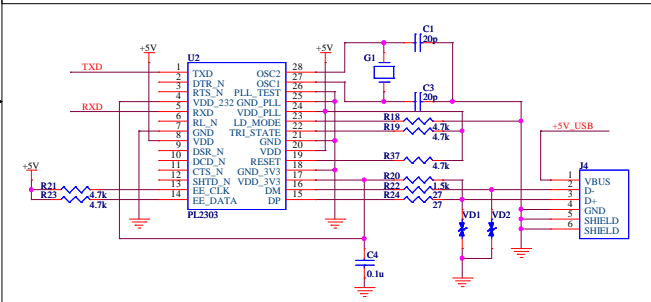 C1
20p
+5V
+5V
U2
G1
TXD
1
TXD
OSC2
28
2
DTR_N
OSC1
27
3
RTS_N
PLL_TEST
26
4
VDD_232
GND_PLL
25
C3
20p
RXD
5
RXD
VDD_PLL
24
6
RL_N
LD_MODE
23
R18
4.7k
7
GND
TRI_STATE
22
R19
4.7k
8
VDD
GND
21
+5V_USB
9
DSR_N
VDD
20
10
DCD_N
RESET
19
R37
4.7k
11
CTS_N
GND_3V3
18
+5V
J4
12
SHTD_N
VDD_3V3
17
R20
1.5k
1
VBUS
R21
4.7k
13
EE_CLK
DM
16
R22
27
2
D-
R23
4.7k
14
EE_DATA
DP
15
R24
27
3
D+
4
GND
PL2303
VD1
VD2
5
SHIELD
6
SHIELD
C4
0.1u